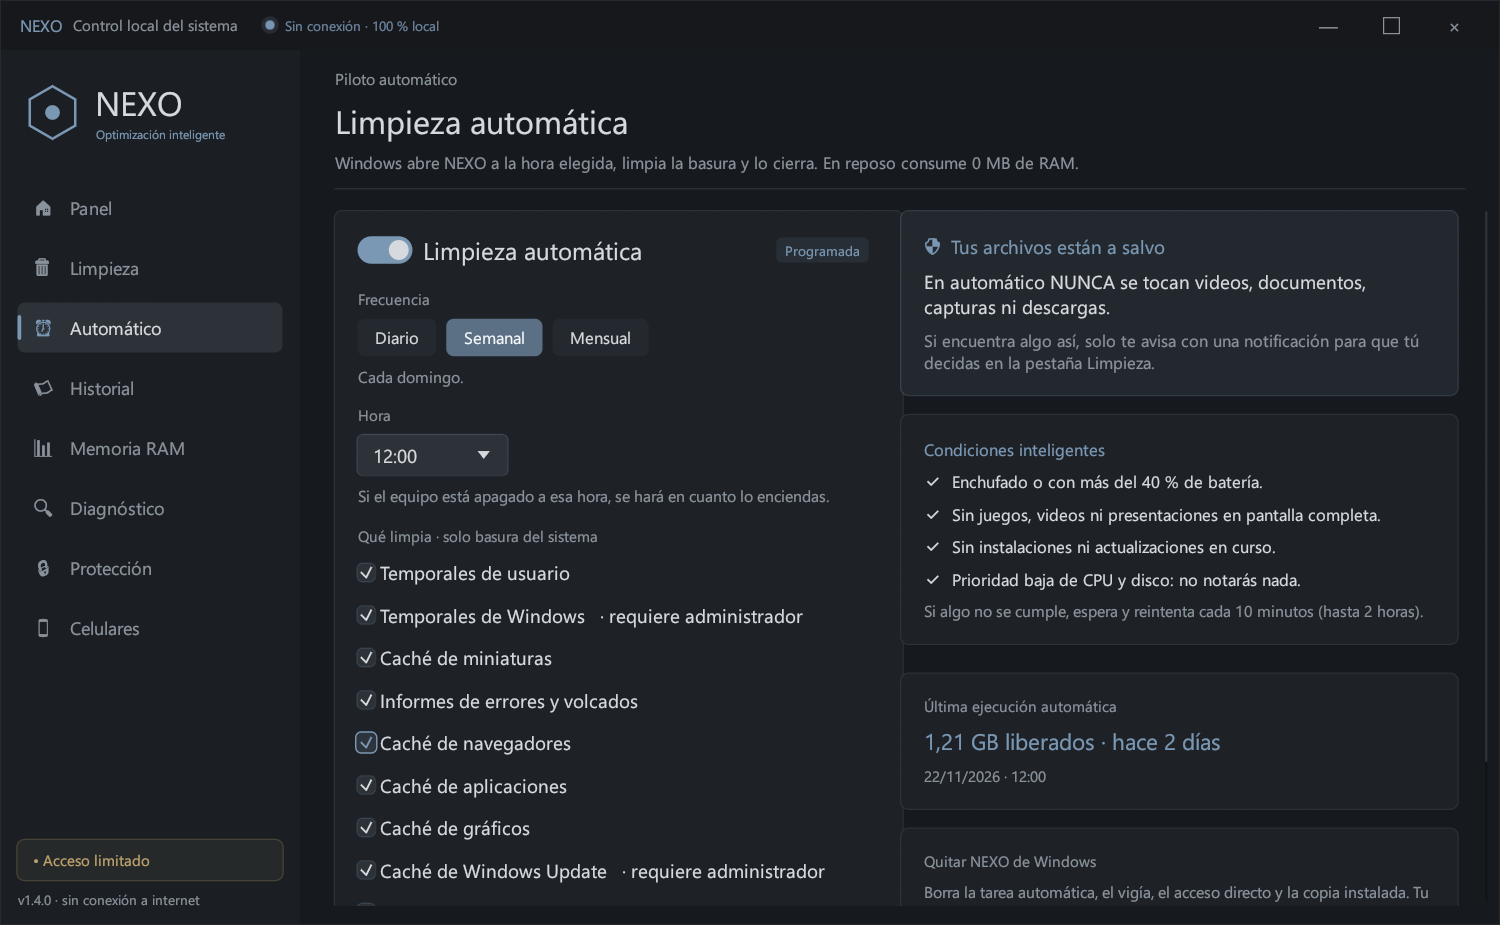 NEXO Control local del sistema Sin conexión · 100 % local
NEXO
Optimización inteligente
Panel
Limpieza
Automático
Historial
Memoria RAM
Diagnóstico
Protección
Celulares
• Acceso limitado
v1.4.0 · sin conexión a internet
Piloto automático
Limpieza automática
Windows abre NEXO a la hora elegida, limpia la basura y lo cierra. En reposo consume 0 MB de RAM.
Limpieza automática
Programada
Frecuencia
Diario Semanal Mensual
Cada domingo.
Hora
12:00
Si el equipo está apagado a esa hora, se hará en cuanto lo enciendas.
Qué limpia · solo basura del sistema
Temporales de usuario
Temporales de Windows · requiere administrador
Caché de miniaturas
Informes de errores y volcados
Caché de navegadores
Caché de aplicaciones
Caché de gráficos
Caché de Windows Update · requiere administrador
Tus archivos están a salvo
En automático NUNCA se tocan videos, documentos,
capturas ni descargas.
Si encuentra algo así, solo te avisa con una notificación para que tú
decidas en la pestaña Limpieza.
Condiciones inteligentes
Enchufado o con más del 40 % de batería.
Sin juegos, videos ni presentaciones en pantalla completa.
Sin instalaciones ni actualizaciones en curso.
Prioridad baja de CPU y disco: no notarás nada.
Si algo no se cumple, espera y reintenta cada 10 minutos (hasta 2 horas).
Última ejecución automática
1,21 GB liberados · hace 2 días
22/11/2026 · 12:00
Quitar NEXO de Windows
Borra la tarea automática, el vigía, el acceso directo y la copia instalada. Tu